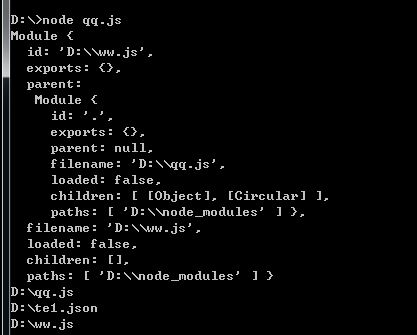 D:\>node qq.js
Module {
  id: 'D:\\ww.js',
  exports: {},
  parent:
   Module {
     id: '.',
     exports: {},
     parent: null,
     filename: 'D:\\qq.js',
     loaded: false,
     children: [ [Object], [Circular] ],
     paths: [ 'D:\\node_modules' ] },
  filename: 'D:\\ww.js',
  loaded: false,
  children: [],
  paths: [ 'D:\\node_modules' ] }
D:\qq.js
D:\te1.json
D:\ww.js